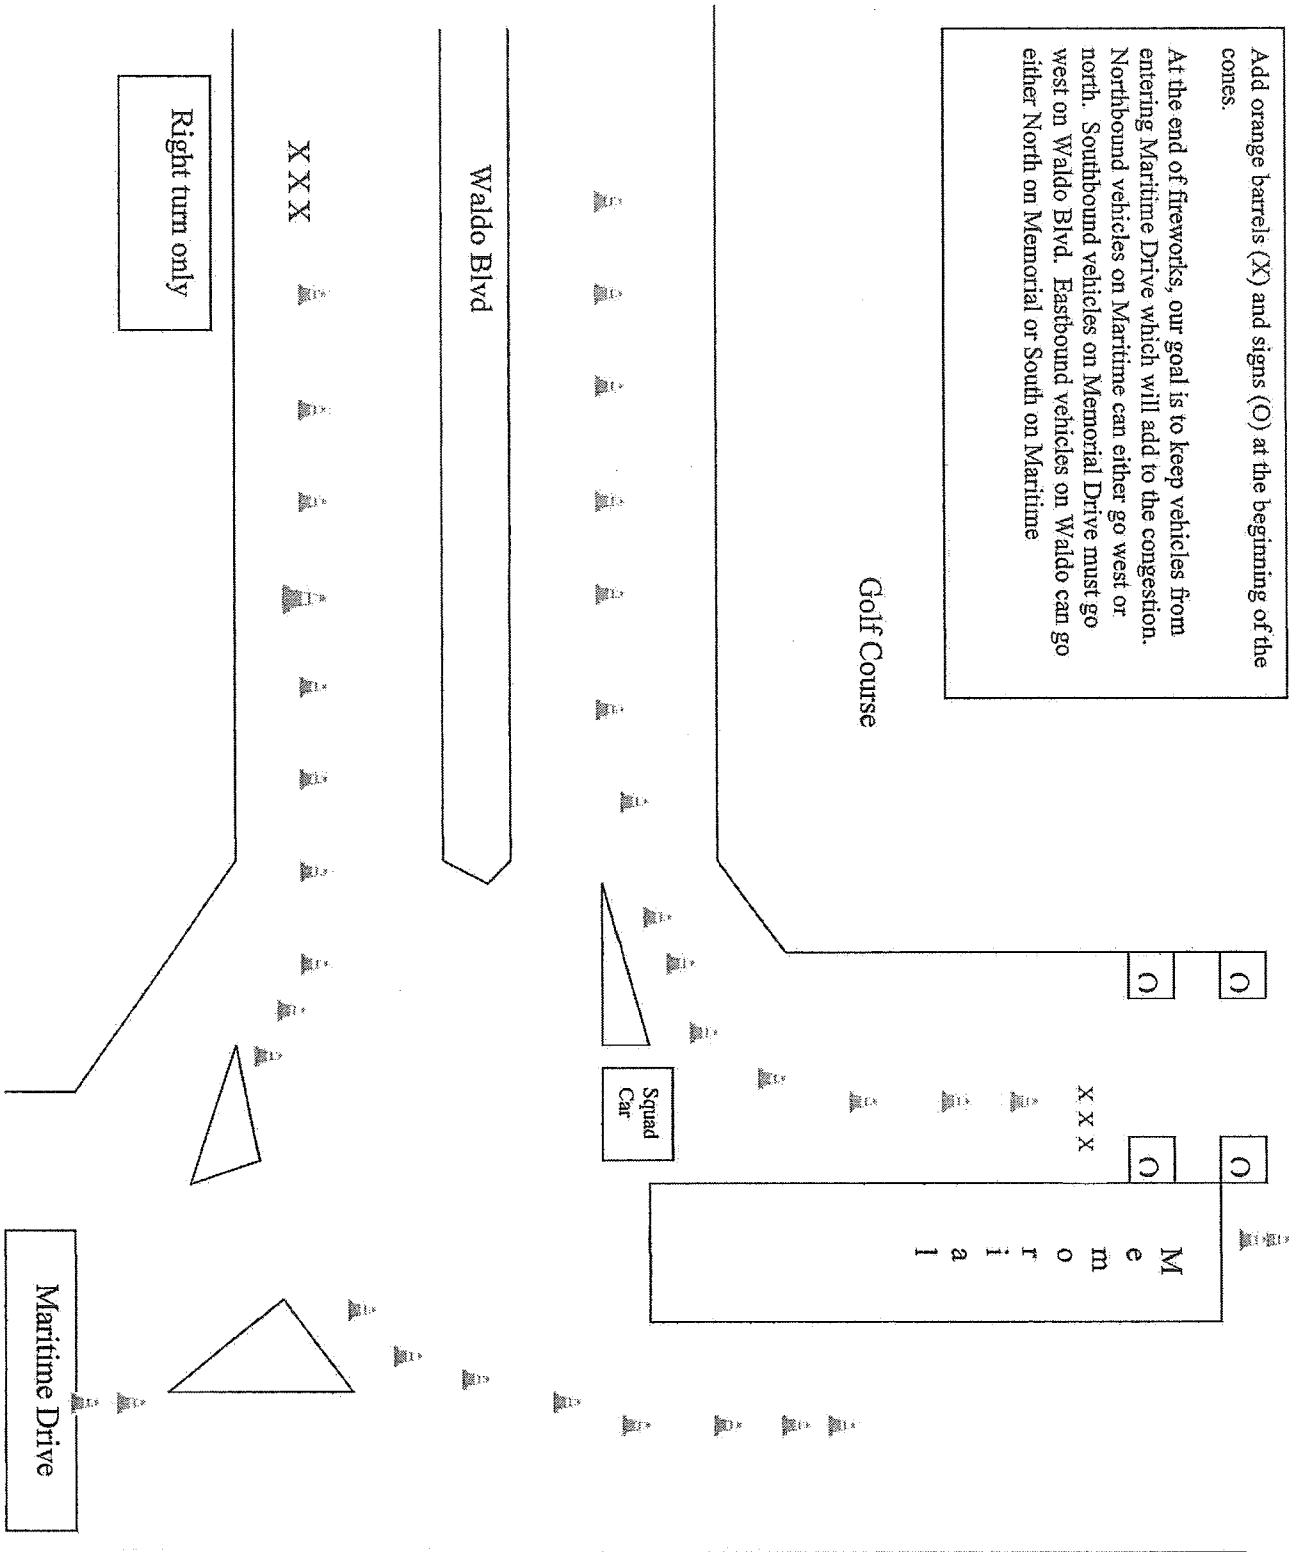 Add orange barrels (X) and signs (O) at the beginning of the
cones.
At the end of fireworks, our goal is to keep vehicles from
entering Maritime Drive which will add to the congestion.
Northbound vehicles on Maritime can either go west or
north. Southbound vehicles on Memorial Drive must go
west on Waldo Blvd. Eastbound vehicles on Waldo can go
either North on Memorial or South on Maritime
Golf Course
O
O
O
O
X X X
Memorial
Squad
Car
Waldo Blvd
X X X
Right turn only
Maritime Drive